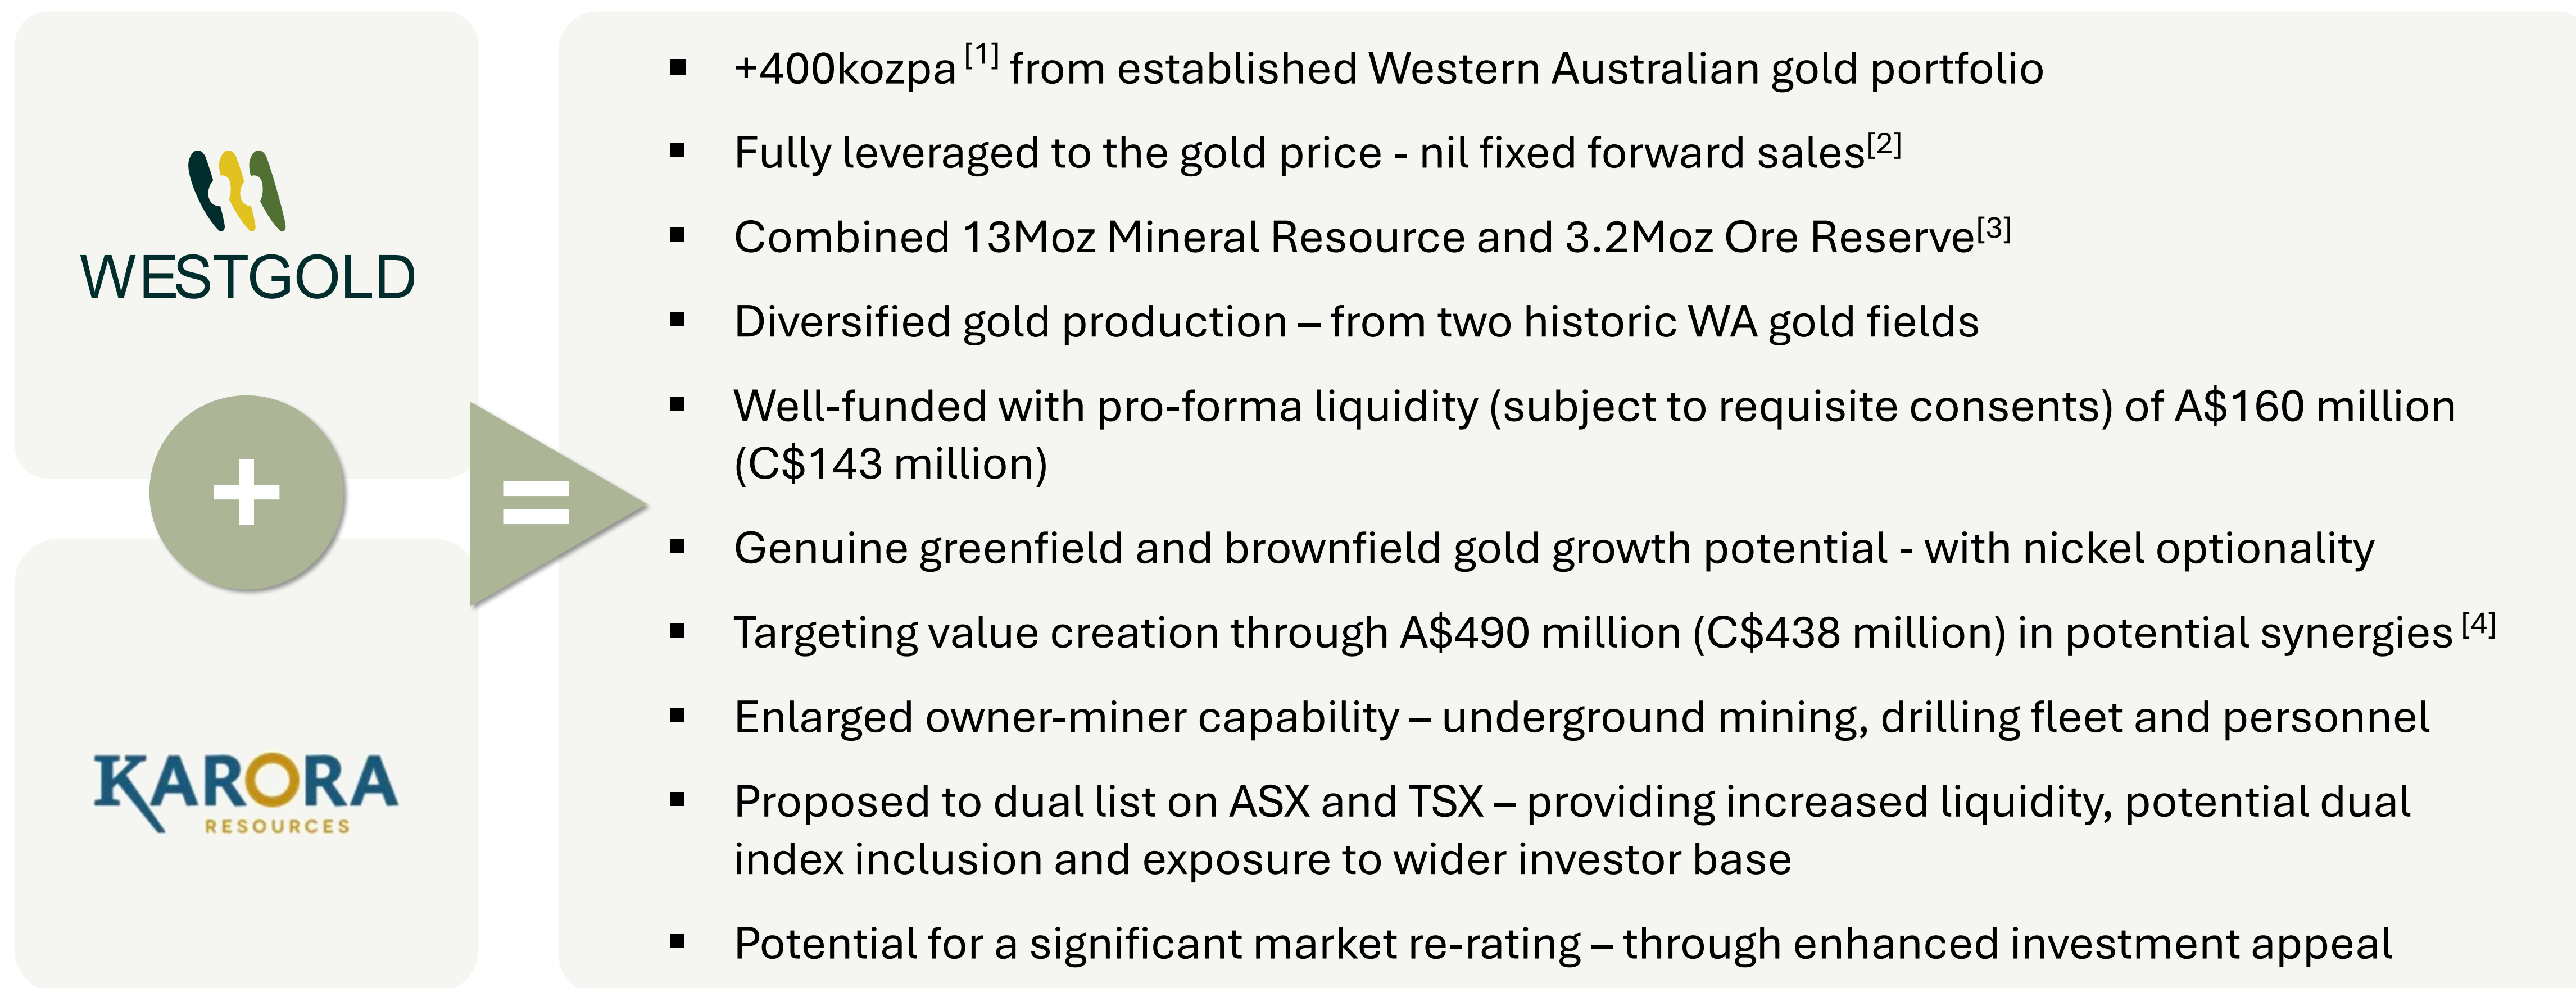 WESTGOLD
+
=
KARORA
RESOURCES
▪ +400kozpa [1] from established Western Australian gold portfolio
▪ Fully leveraged to the gold price - nil fixed forward sales[2]
▪ Combined 13Moz Mineral Resource and 3.2Moz Ore Reserve[3]
▪ Diversified gold production – from two historic WA gold fields
▪ Well-funded with pro-forma liquidity (subject to requisite consents) of A$160 million
(C$143 million)
▪ Genuine greenfield and brownfield gold growth potential - with nickel optionality
▪ Targeting value creation through A$490 million (C$438 million) in potential synergies [4]
▪ Enlarged owner-miner capability – underground mining, drilling fleet and personnel
▪ Proposed to dual list on ASX and TSX – providing increased liquidity, potential dual
index inclusion and exposure to wider investor base
▪ Potential for a significant market re-rating – through enhanced investment appeal